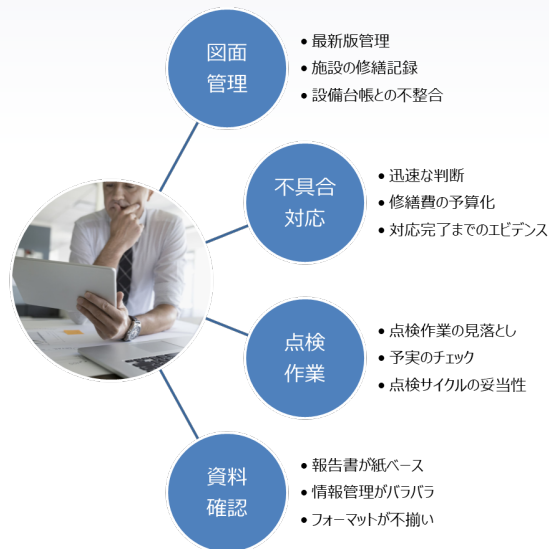 図面
管理
• 最新版管理
• 施設の修繕記録
• 設備台帳との不整合
不具合
対応
• 迅速な判断
• 修繕費の予算化
• 対応完了までのエビデンス
点検
作業
• 点検作業の見落とし
• 予実のチェック
• 点検サイクルの妥当性
資料
確認
• 報告書が紙ベース
• 情報管理がバラバラ
• フォーマットが不揃い